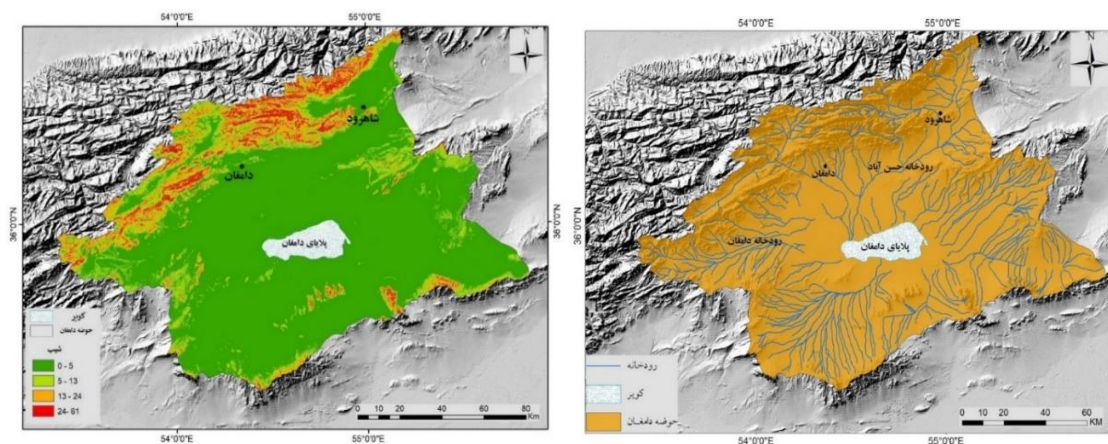 54°0'0"E
55°0'0"E
N
شاهرود
دامغان
پلایای دامغان
36°0'0"N
کویر
حوضه دامغان
شیب
0 - 5
5 - 13
13 - 24
24- 61
0 10 20 40 60 80
Km
54°0'0"E
55°0'0"E
54°0'0"E
55°0'0"E
N
شاهرود
رودخانه حسن آباد
دامغان
پلایای دامغان
رودخانه دامغان
36°0'0"N
رودخانه
کویر
حوضه دامغان
0 10 20 40 60
KM
54°0'0"E
55°0'0"E